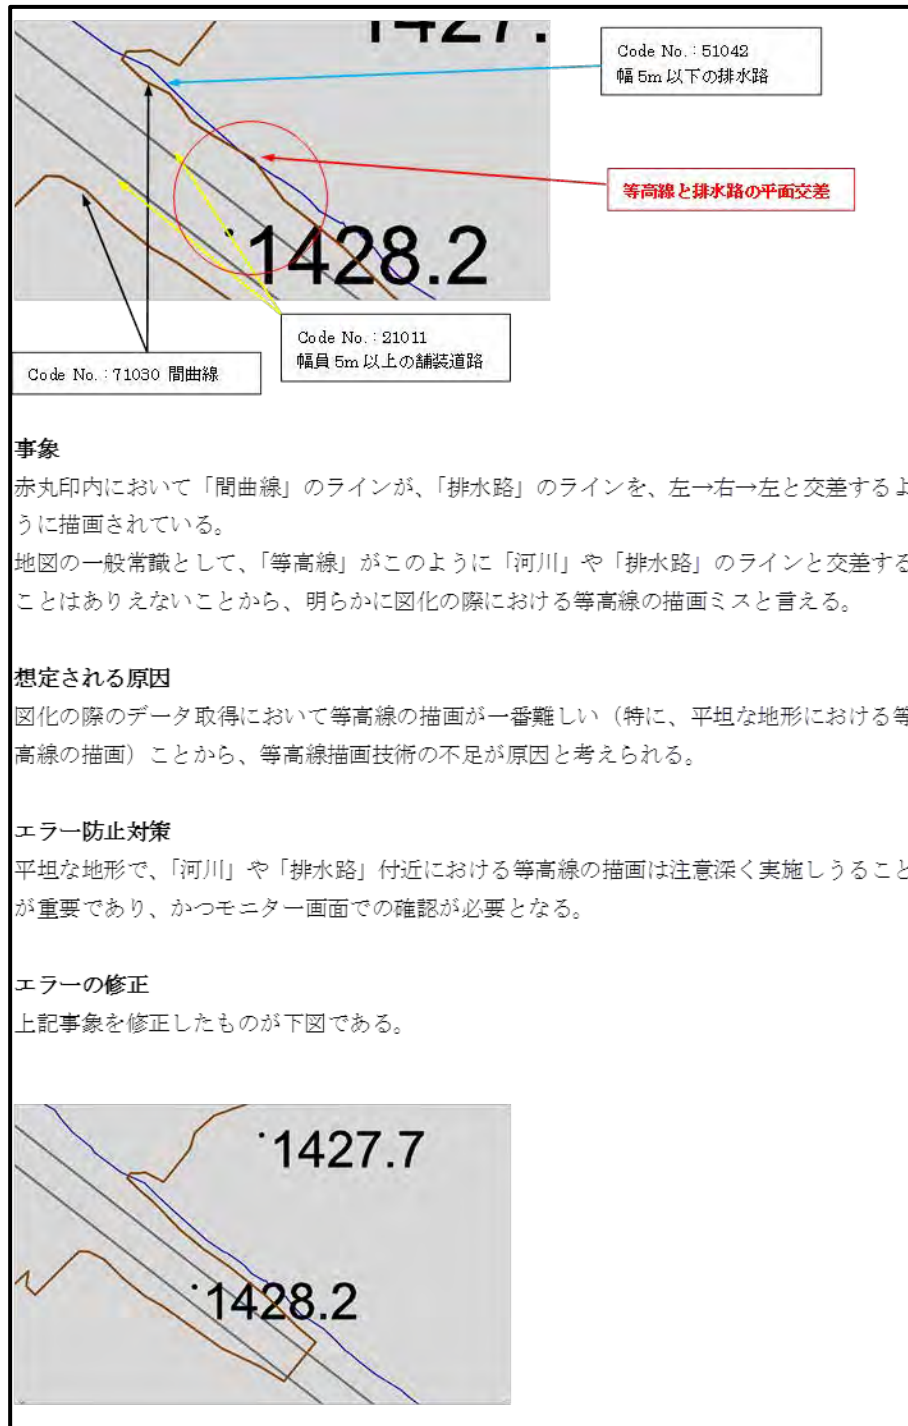 1427.
Code No.：51042
幅5m以下の排水路
等高線と排水路の平面交差
1428.2
Code No.：21011
幅員5m以上の舗装道路
Code No.：71030 間曲線
事象
赤丸印内において「間曲線」のラインが、「排水路」のラインを、左→右→左と交差するよ
うに描画されている。
地図の一般常識として、「等高線」がこのように「河川」や「排水路」のラインと交差する
ことはありえないことから、明らかに図化の際における等高線の描画ミスと言える。
想定される原因
図化の際のデータ取得において等高線の描画が一番難しい（特に、平坦な地形における等
高線の描画）ことから、等高線描画技術の不足が原因と考えられる。
エラー防止対策
平坦な地形で、「河川」や「排水路」付近における等高線の描画は注意深く実施しうること
が重要であり、かつモニター画面での確認が必要となる。
エラーの修正
上記事象を修正したものが下図である。
1427.7
1428.2